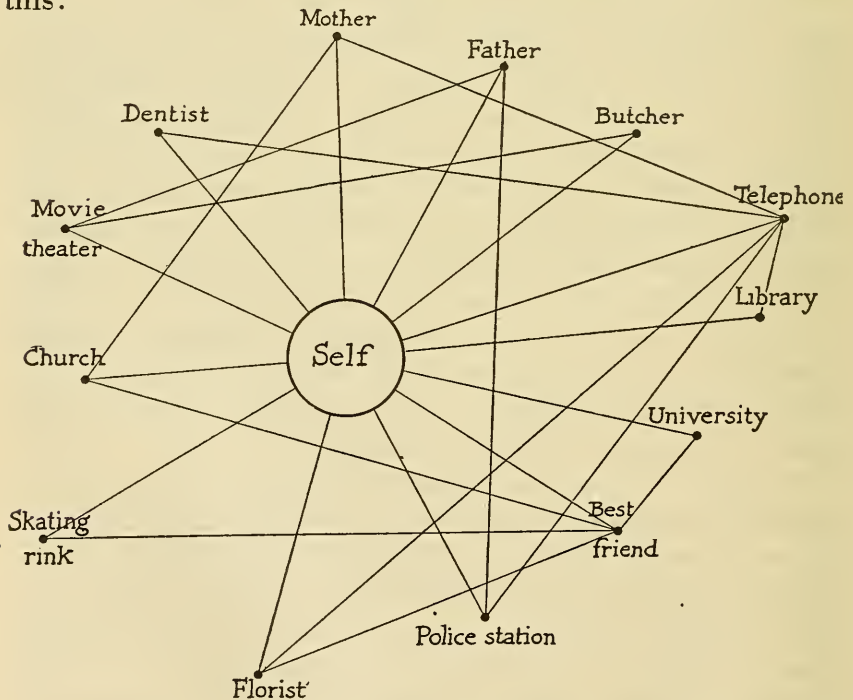 this:
Mother
Father
Dentist
Butcher
Movie
theater
Telephone
Library
Self
Church
University
Skating
rink
Best
friend
Police station
Florist